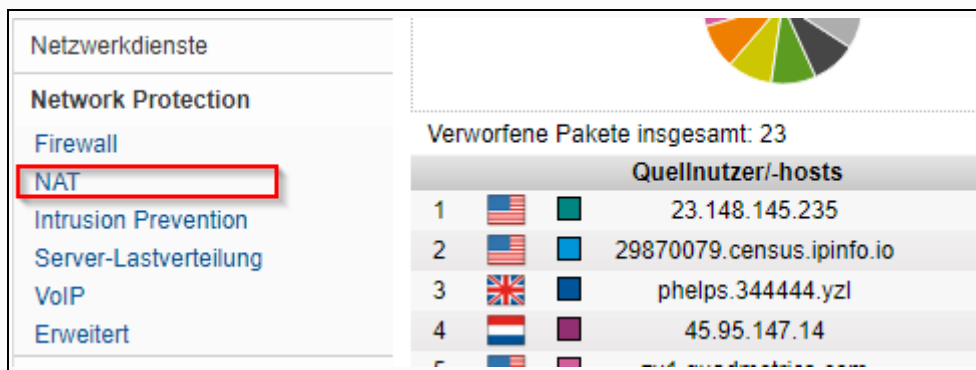 Netzwerkdienste
Network Protection
Firewall
NAT
Intrusion Prevention
Server-Lastverteilung
VoIP
Erweitert
Verworfene Pakete insgesamt: 23
Quellnutzer/-hosts
1 23.148.145.235
2 29870079.census.ipinfo.io
3 phelps.344444.yzl
4 45.95.147.14